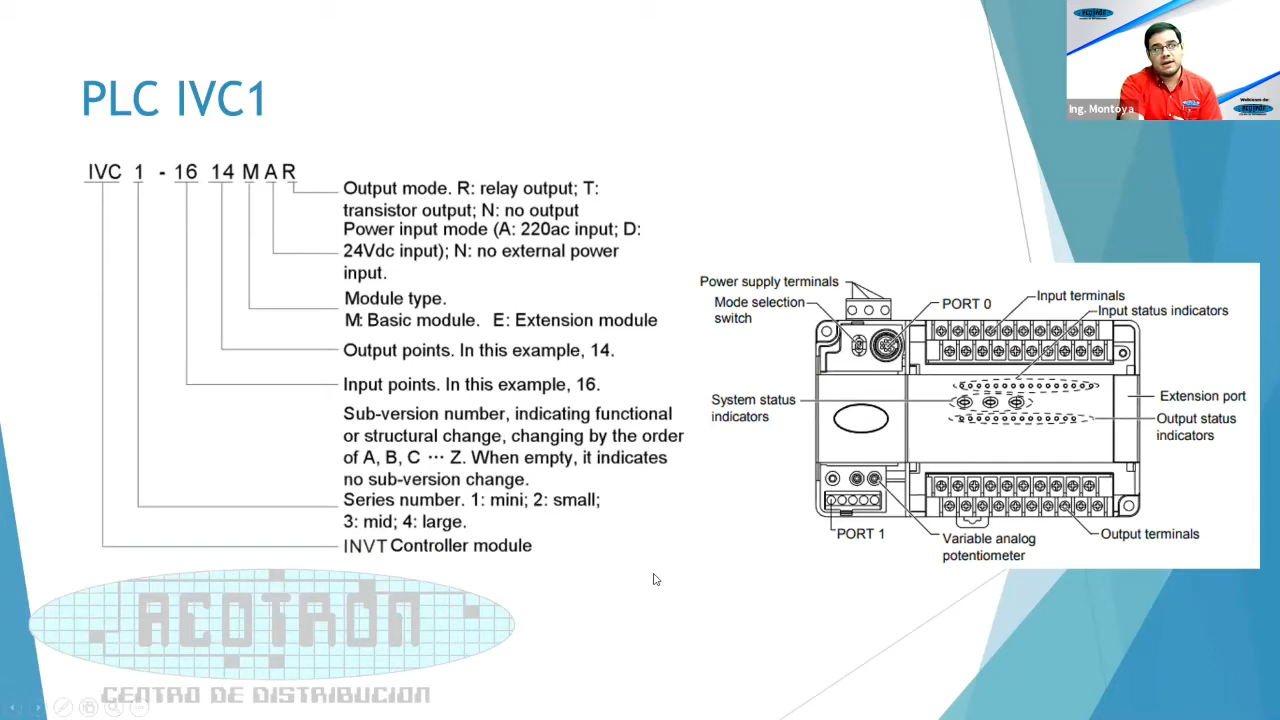 PLC IVC1
IVC 1 - 16 14 M A R
Output mode. R: relay output; T:
transistor output; N: no output
Power input mode (A: 220ac input; D:
24Vdc input); N: no external power
input.
Module type.
M: Basic module. E: Extension module
Output points. In this example, 14.
Input points. In this example, 16.
Sub-version number, indicating functional
or structural change, changing by the order
of A, B, C ··· Z. When empty, it indicates
no sub-version change.
Series number. 1: mini; 2: small;
3: mid; 4: large.
INVT Controller module
Power supply terminals
Mode selection
switch
PORT 0
Input terminals
Input status indicators
System status
indicators
Extension port
Output status
indicators
PORT 1
Variable analog
potentiometer
Output terminals
ACOTRÓN
CENTRO DE DISTRIBUCION
ACOTRÓN
Ing. Montoya
Webinars de:
ACOTRÓN